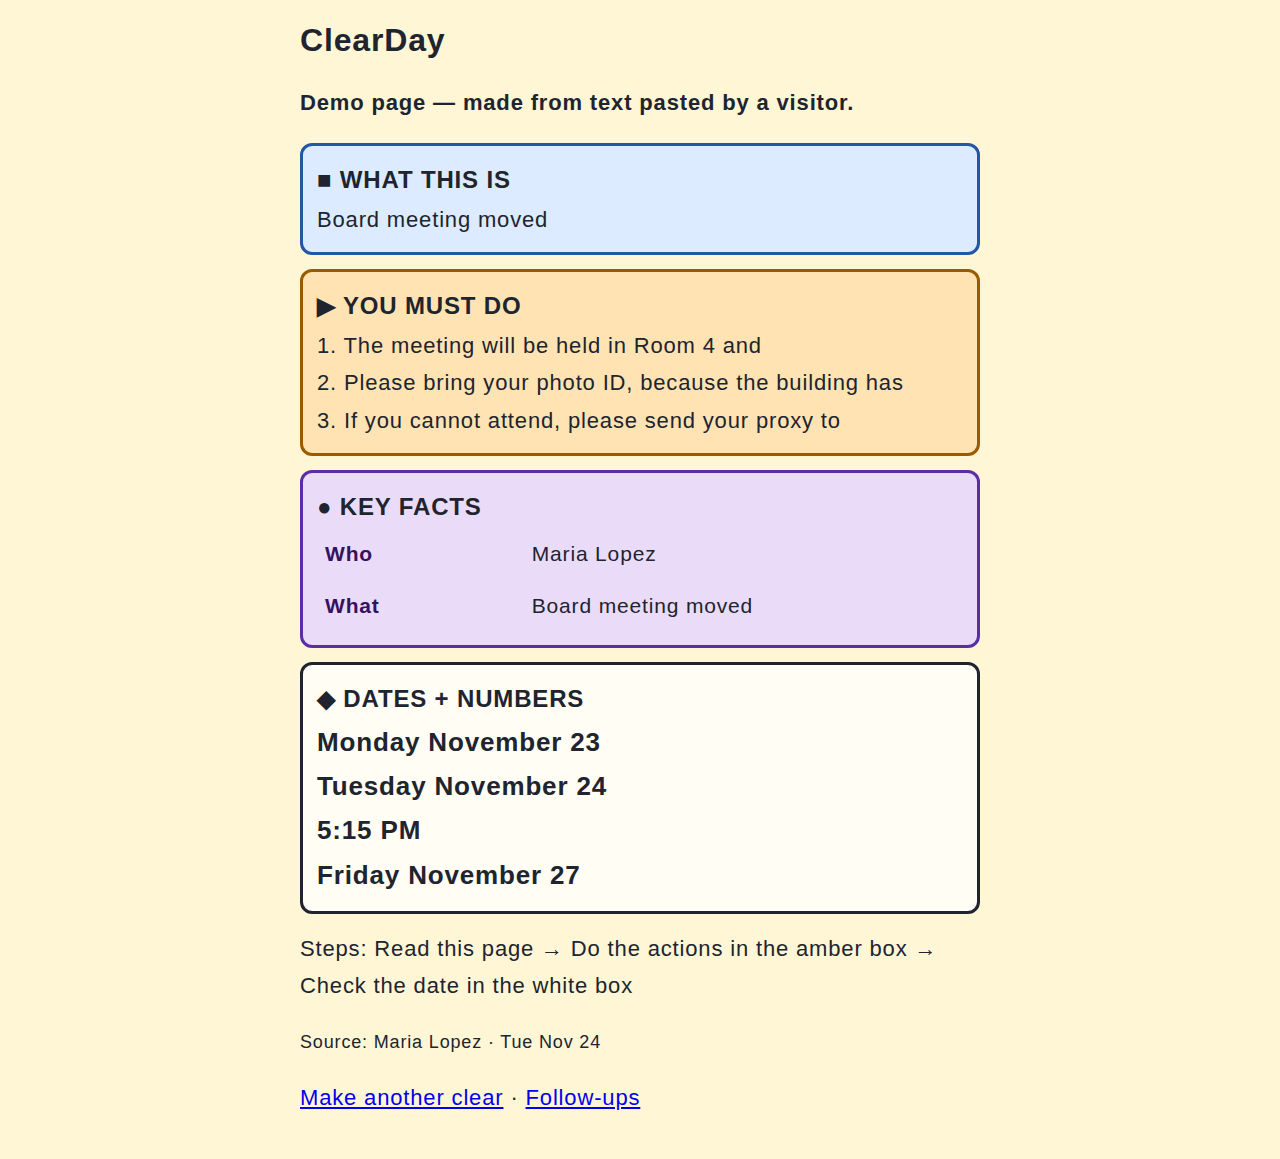 ClearDay
Demo page — made from text pasted by a visitor.
■ WHAT THIS IS
Board meeting moved
▶ YOU MUST DO
1. The meeting will be held in Room 4 and
2. Please bring your photo ID, because the building has
3. If you cannot attend, please send your proxy to
● KEY FACTS
Who Maria Lopez
What Board meeting moved
◆ DATES + NUMBERS
Monday November 23
Tuesday November 24
5:15 PM
Friday November 27
Steps: Read this page → Do the actions in the amber box →
Check the date in the white box
Source: Maria Lopez · Tue Nov 24
Make another clear · Follow-ups